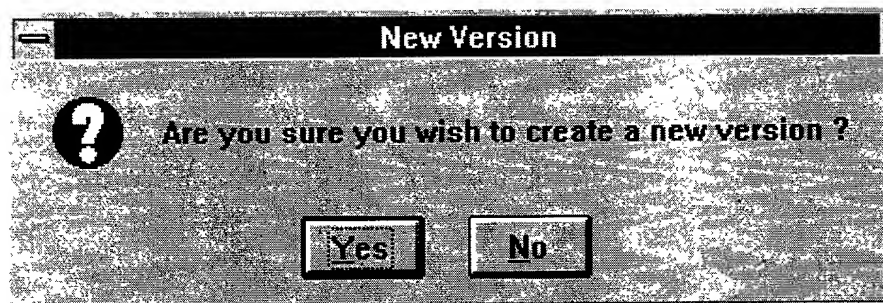 New Version
Are you sure you wish to create a new version ?
Yes
No